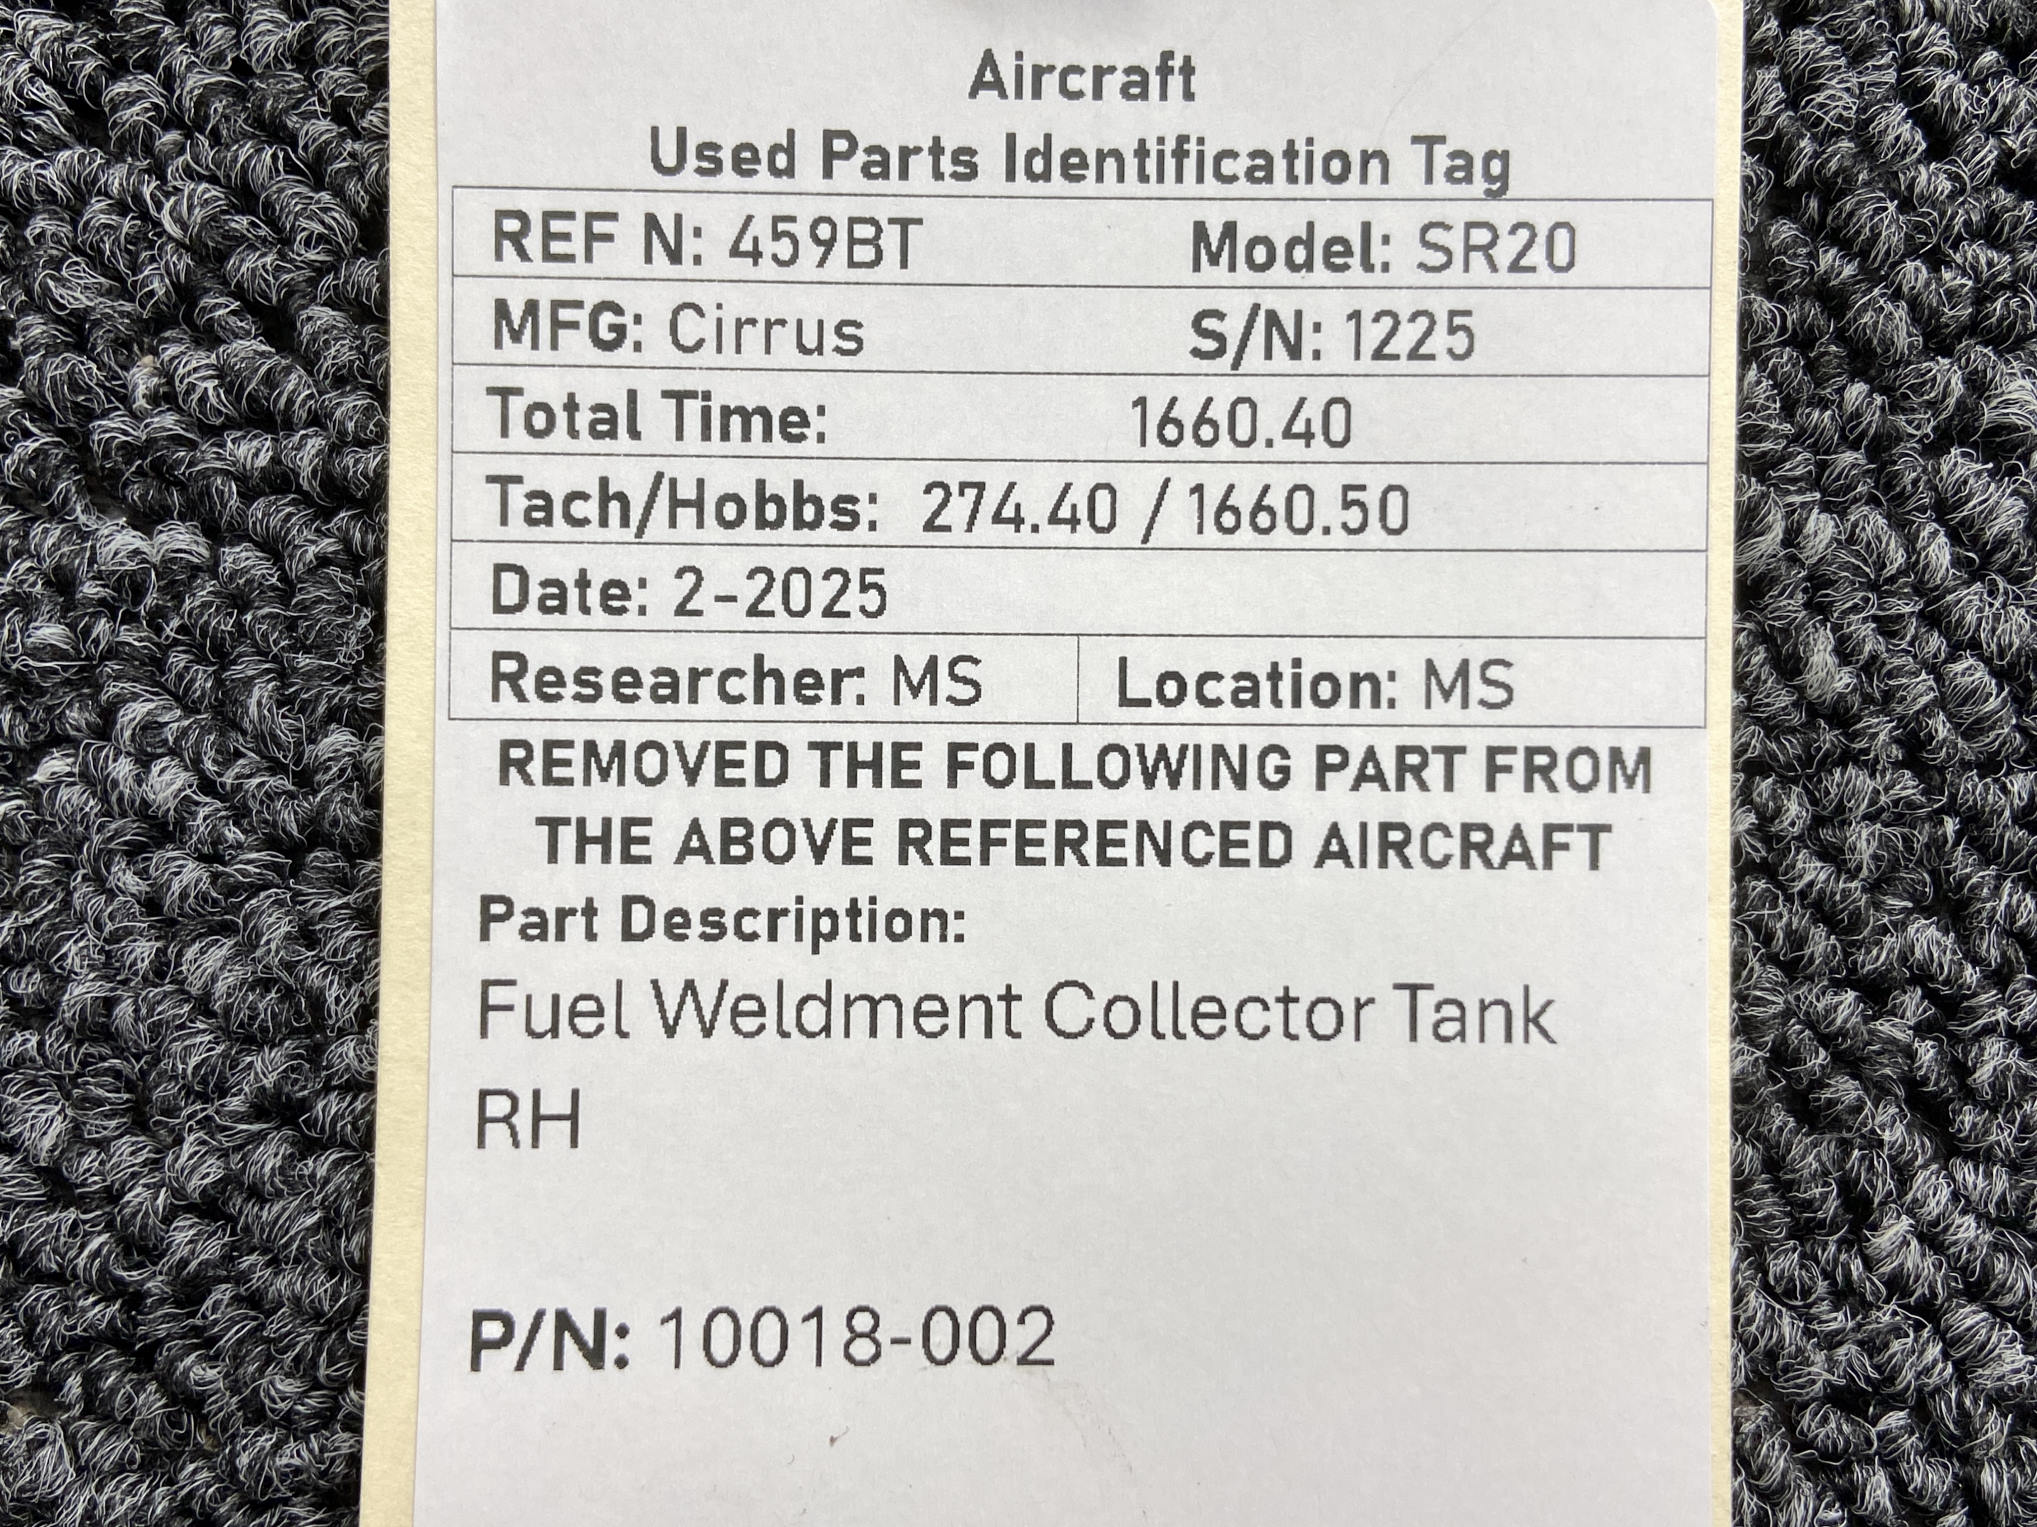 Aircraft
Used Parts Identification Tag
REF N: 459BT Model: SR20
MFG: Cirrus S/N: 1225
Total Time: 1660.40
Tach/Hobbs: 274.40 / 1660.50
Date: 2-2025
Researcher: MS Location: MS
REMOVED THE FOLLOWING PART FROM
THE ABOVE REFERENCED AIRCRAFT
Part Description:
Fuel Weldment Collector Tank
RH
P/N: 10018-002